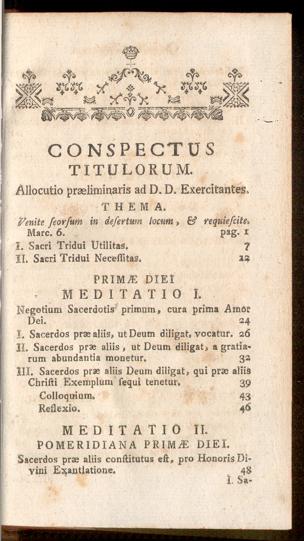 CONSPECTUS
TITULORUM.
Allocutio præliminaris ad D. D. Exercitantes.
THEMA.
Venite ſeorſum in deſertum locum, & requieſcite.
Marc. 6. pag. 1
I. Sacri Tridui Utilitas. 7
II. Sacri Tridui Neceſſitas. 12
PRIMÆ DIEI
MEDITATIO I.
Negotium Sacerdotis primum, cura prima Amor
Dei. 24
I. Sacerdos præ aliis, ut Deum diligat, vocatur. 26
II. Sacerdos præ aliis, ut Deum diligat, a gratia-
rum abundantia monetur. 32
III. Sacerdos præ aliis Deum diligat, qui præ aliis
Chriſti Exemplum ſequi tenetur. 39
Colloquium. 43
Reflexio. 46
MEDITATIO II.
POMERIDIANA PRIMÆ DIEI.
Sacerdos præ aliis conſtitutus eſt, pro Honoris Di-
vini Exantlatione. 48
I. Sa-